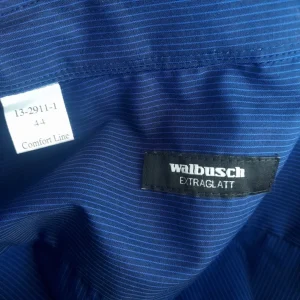 13-2911-1
44
Comfort Line
walbusch
EXTRAGLATT